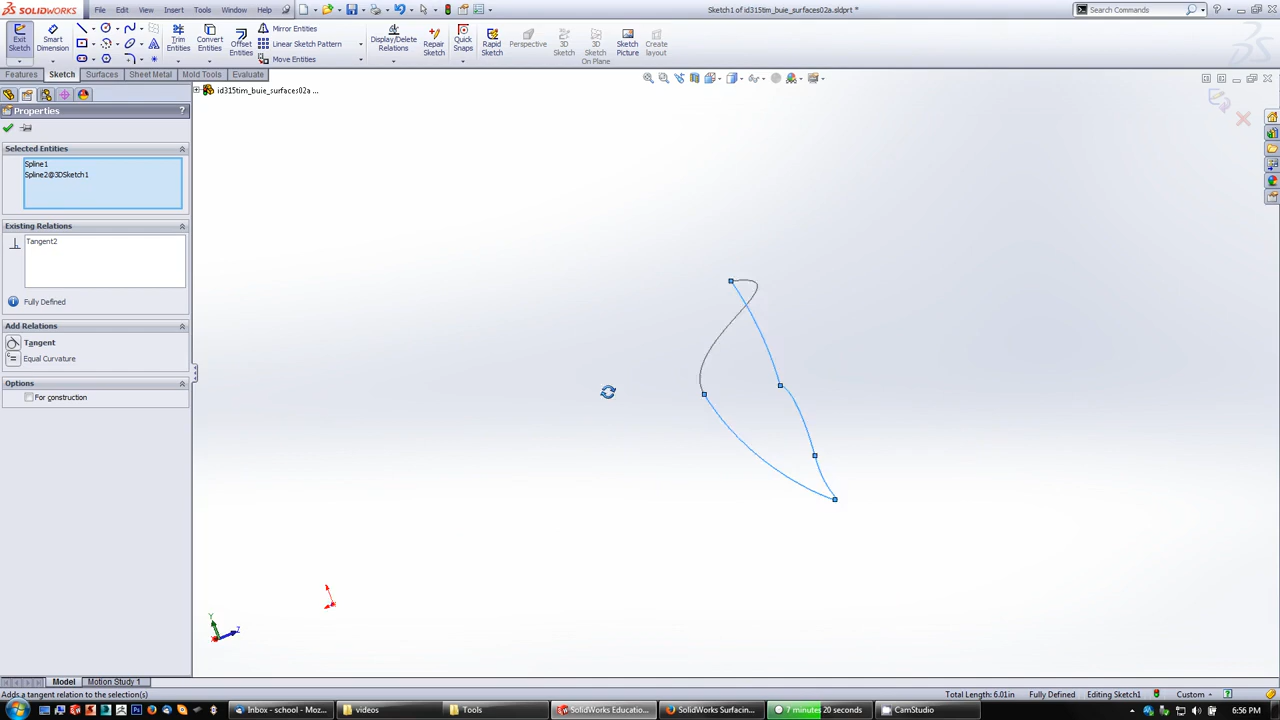 SOLIDWORKS
File Edit View Insert Tools Window Help
Sketch1 of id315tim_buie_surfaces02a.sldprt *
Search Commands
Exit Sketch
Smart Dimension
Trim Entities
Convert Entities
Offset Entities
Mirror Entities
Linear Sketch Pattern
Move Entities
Display/Delete Relations
Repair Sketch
Quick Snaps
Rapid Sketch
Perspective
3D Sketch
3D Sketch On Plane
Sketch Picture
Create layout
Features Sketch Surfaces Sheet Metal Mold Tools Evaluate
id315tim_buie_surfaces02a ...
Properties
?
Selected Entities
Spline1
Spline2@3DSketch1
Existing Relations
Tangent2
Fully Defined
Add Relations
Tangent
Equal Curvature
Options
For construction
Y
Z
Model Motion Study 1
Adds a tangent relation to the selection(s)
Total Length: 6.01in Fully Defined Editing Sketch1 Custom
Inbox - school - Moz...
videos
Tools
SolidWorks Educatio...
SolidWorks Surfacin...
7 minutes 20 seconds
CamStudio
6:56 PM